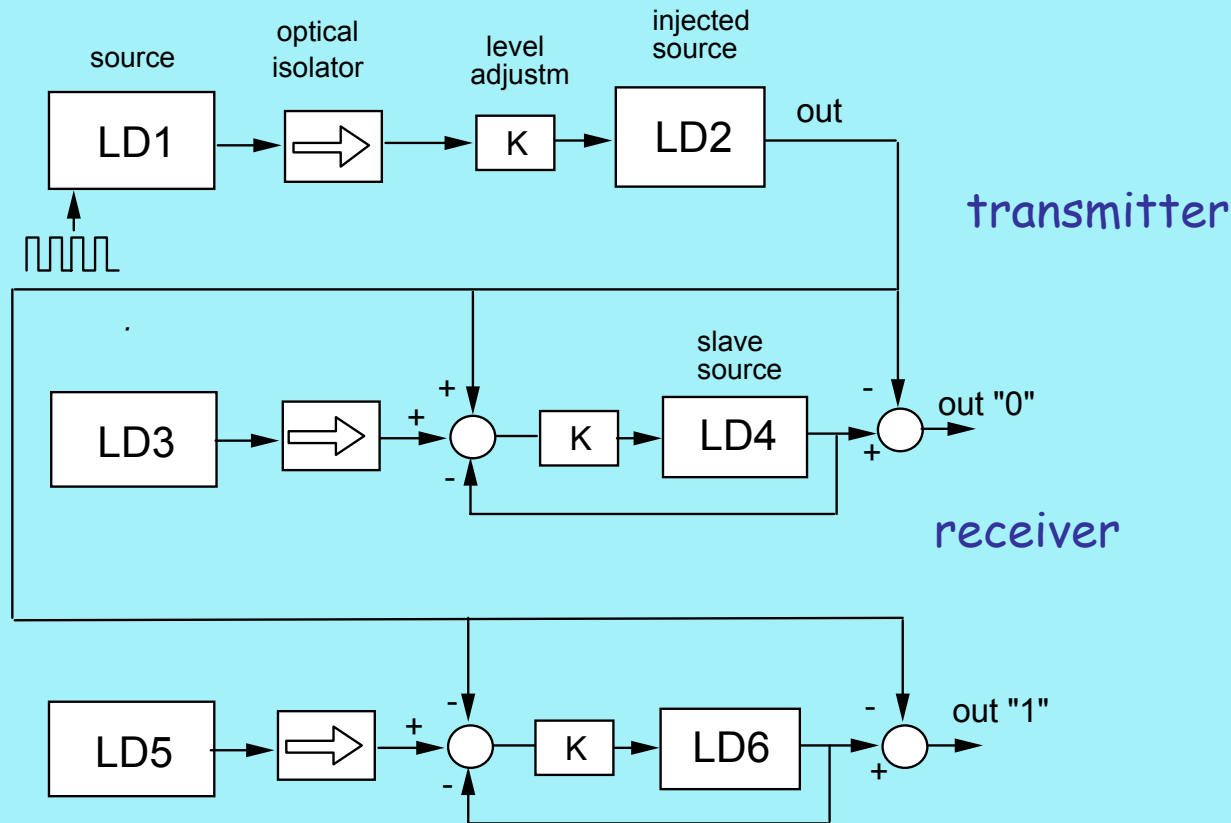 source
optical
isolator
level
adjustm
injected
source
LD1
K
LD2
out
transmitter
slave
source
LD3
+
+
-
K
LD4
-
+
out "0"
receiver
LD5
+
-
-
K
LD6
-
+
out "1"